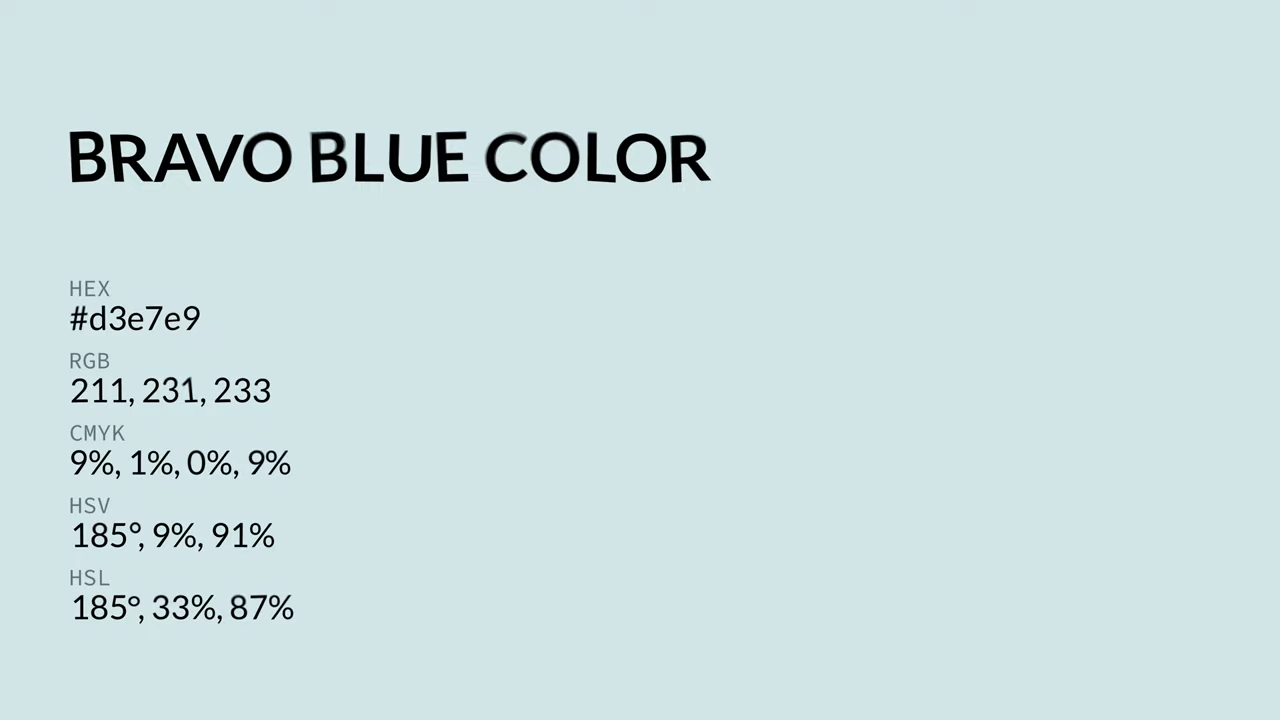 BRAVO BLUE COLOR
HEX
#d3e7e9
RGB
211, 231, 233
CMYK
9%, 1%, 0%, 9%
HSV
185°, 9%, 91%
HSL
185°, 33%, 87%